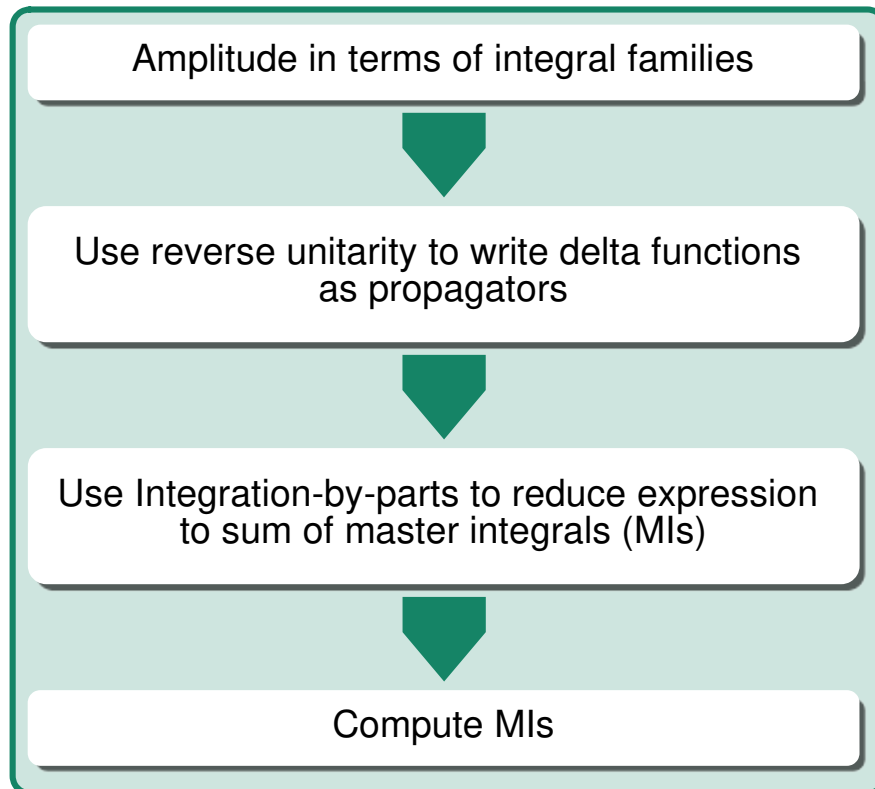 Amplitude in terms of integral families
Use reverse unitarity to write delta functions
as propagators
Use Integration-by-parts to reduce expression
to sum of master integrals (MIs)
Compute MIs